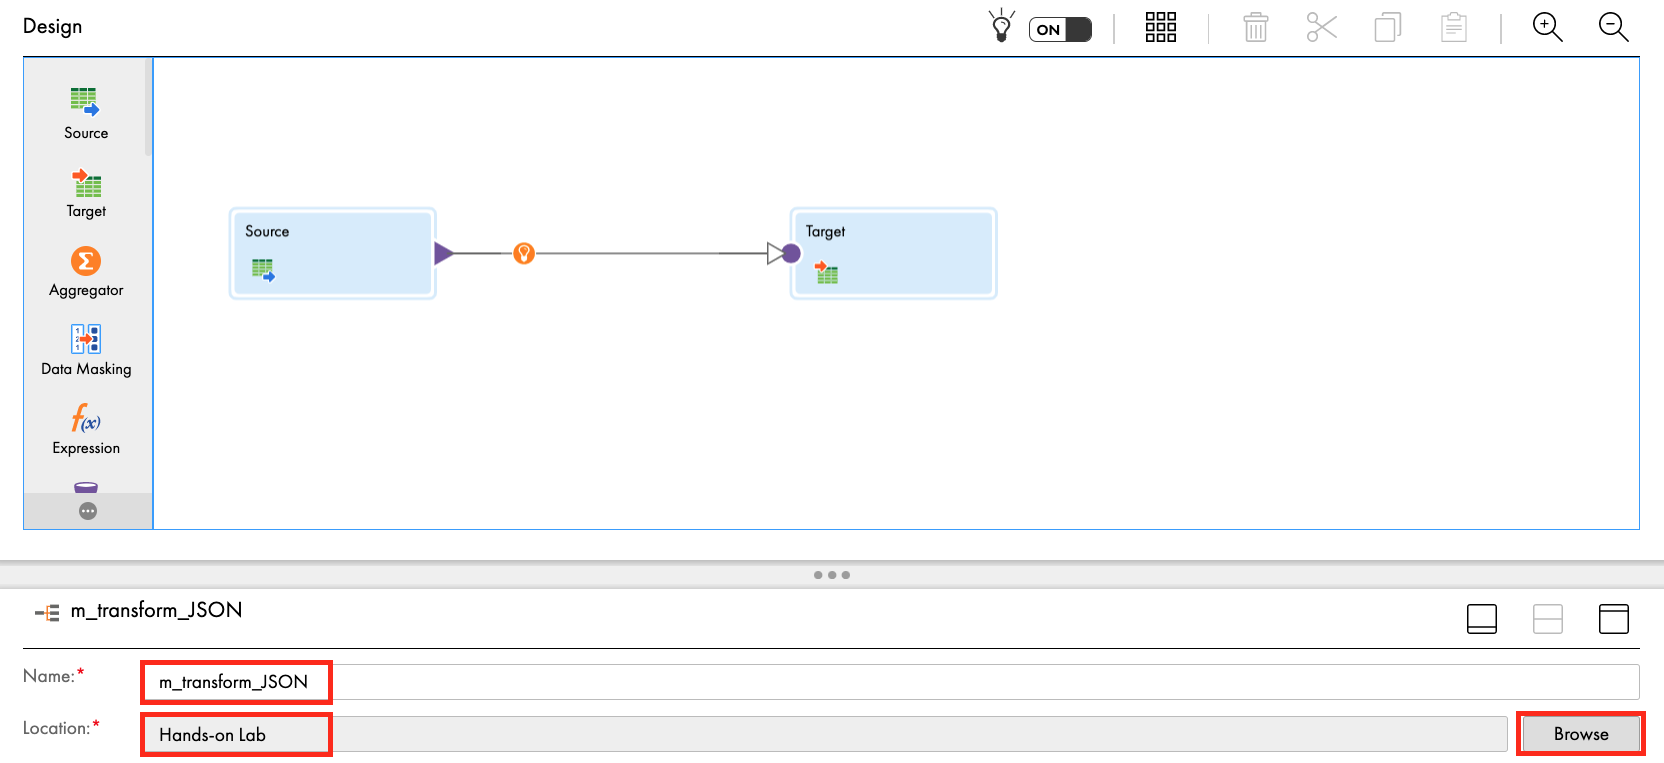 Design
ON
Source
Target
Aggregator
Data Masking
Expression
Source
Target
m_transform_JSON
Name:*
m_transform_JSON
Location:*
Hands-on Lab
Browse